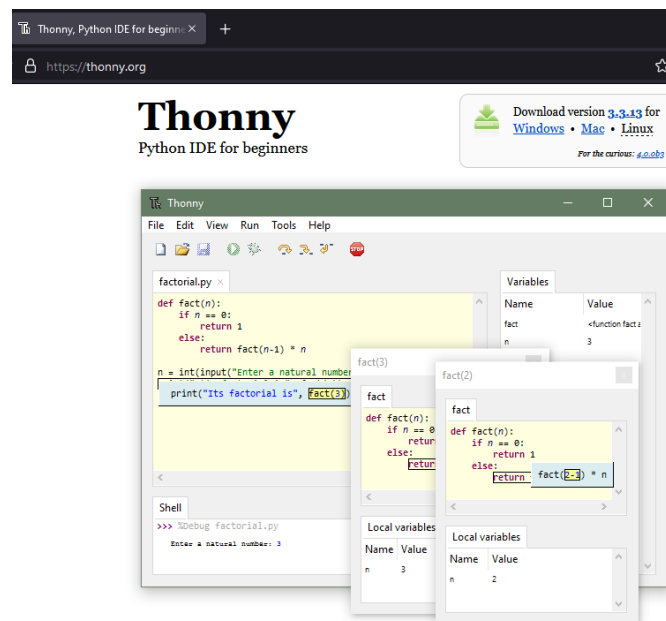 Thonny, Python IDE for beginne
https://thonny.org
Thonny
Python IDE for beginners
Download version 3.3.13 for
Windows • Mac • Linux
For the curious: 4.0.0b3
Thonny
File Edit View Run Tools Help
STOP
factorial.py
def fact(n):
if n == 0:
return 1
else:
return fact(n-1) * n
n = int(input("Enter a natural number
print("Its factorial is", fact(3))
Shell
>>> %Debug factorial.py
Enter a natural number: 3
Variables
Name Value
fact <function fact a
n 3
fact(3)
fact
def fact(n):
if n == 0
retur
else:
retur
Local variables
Name Value
n 3
fact(2)
fact
def fact(n):
if n == 0:
return 1
else:
return fact(2-1) * n
Local variables
Name Value
n 2